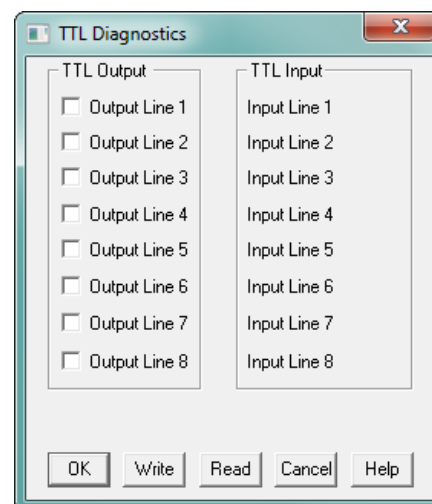 TTL Diagnostics
X
TTL Output
Output Line 1
Output Line 2
Output Line 3
Output Line 4
Output Line 5
Output Line 6
Output Line 7
Output Line 8
TTL Input
Input Line 1
Input Line 2
Input Line 3
Input Line 4
Input Line 5
Input Line 6
Input Line 7
Input Line 8
OK Write Read Cancel Help